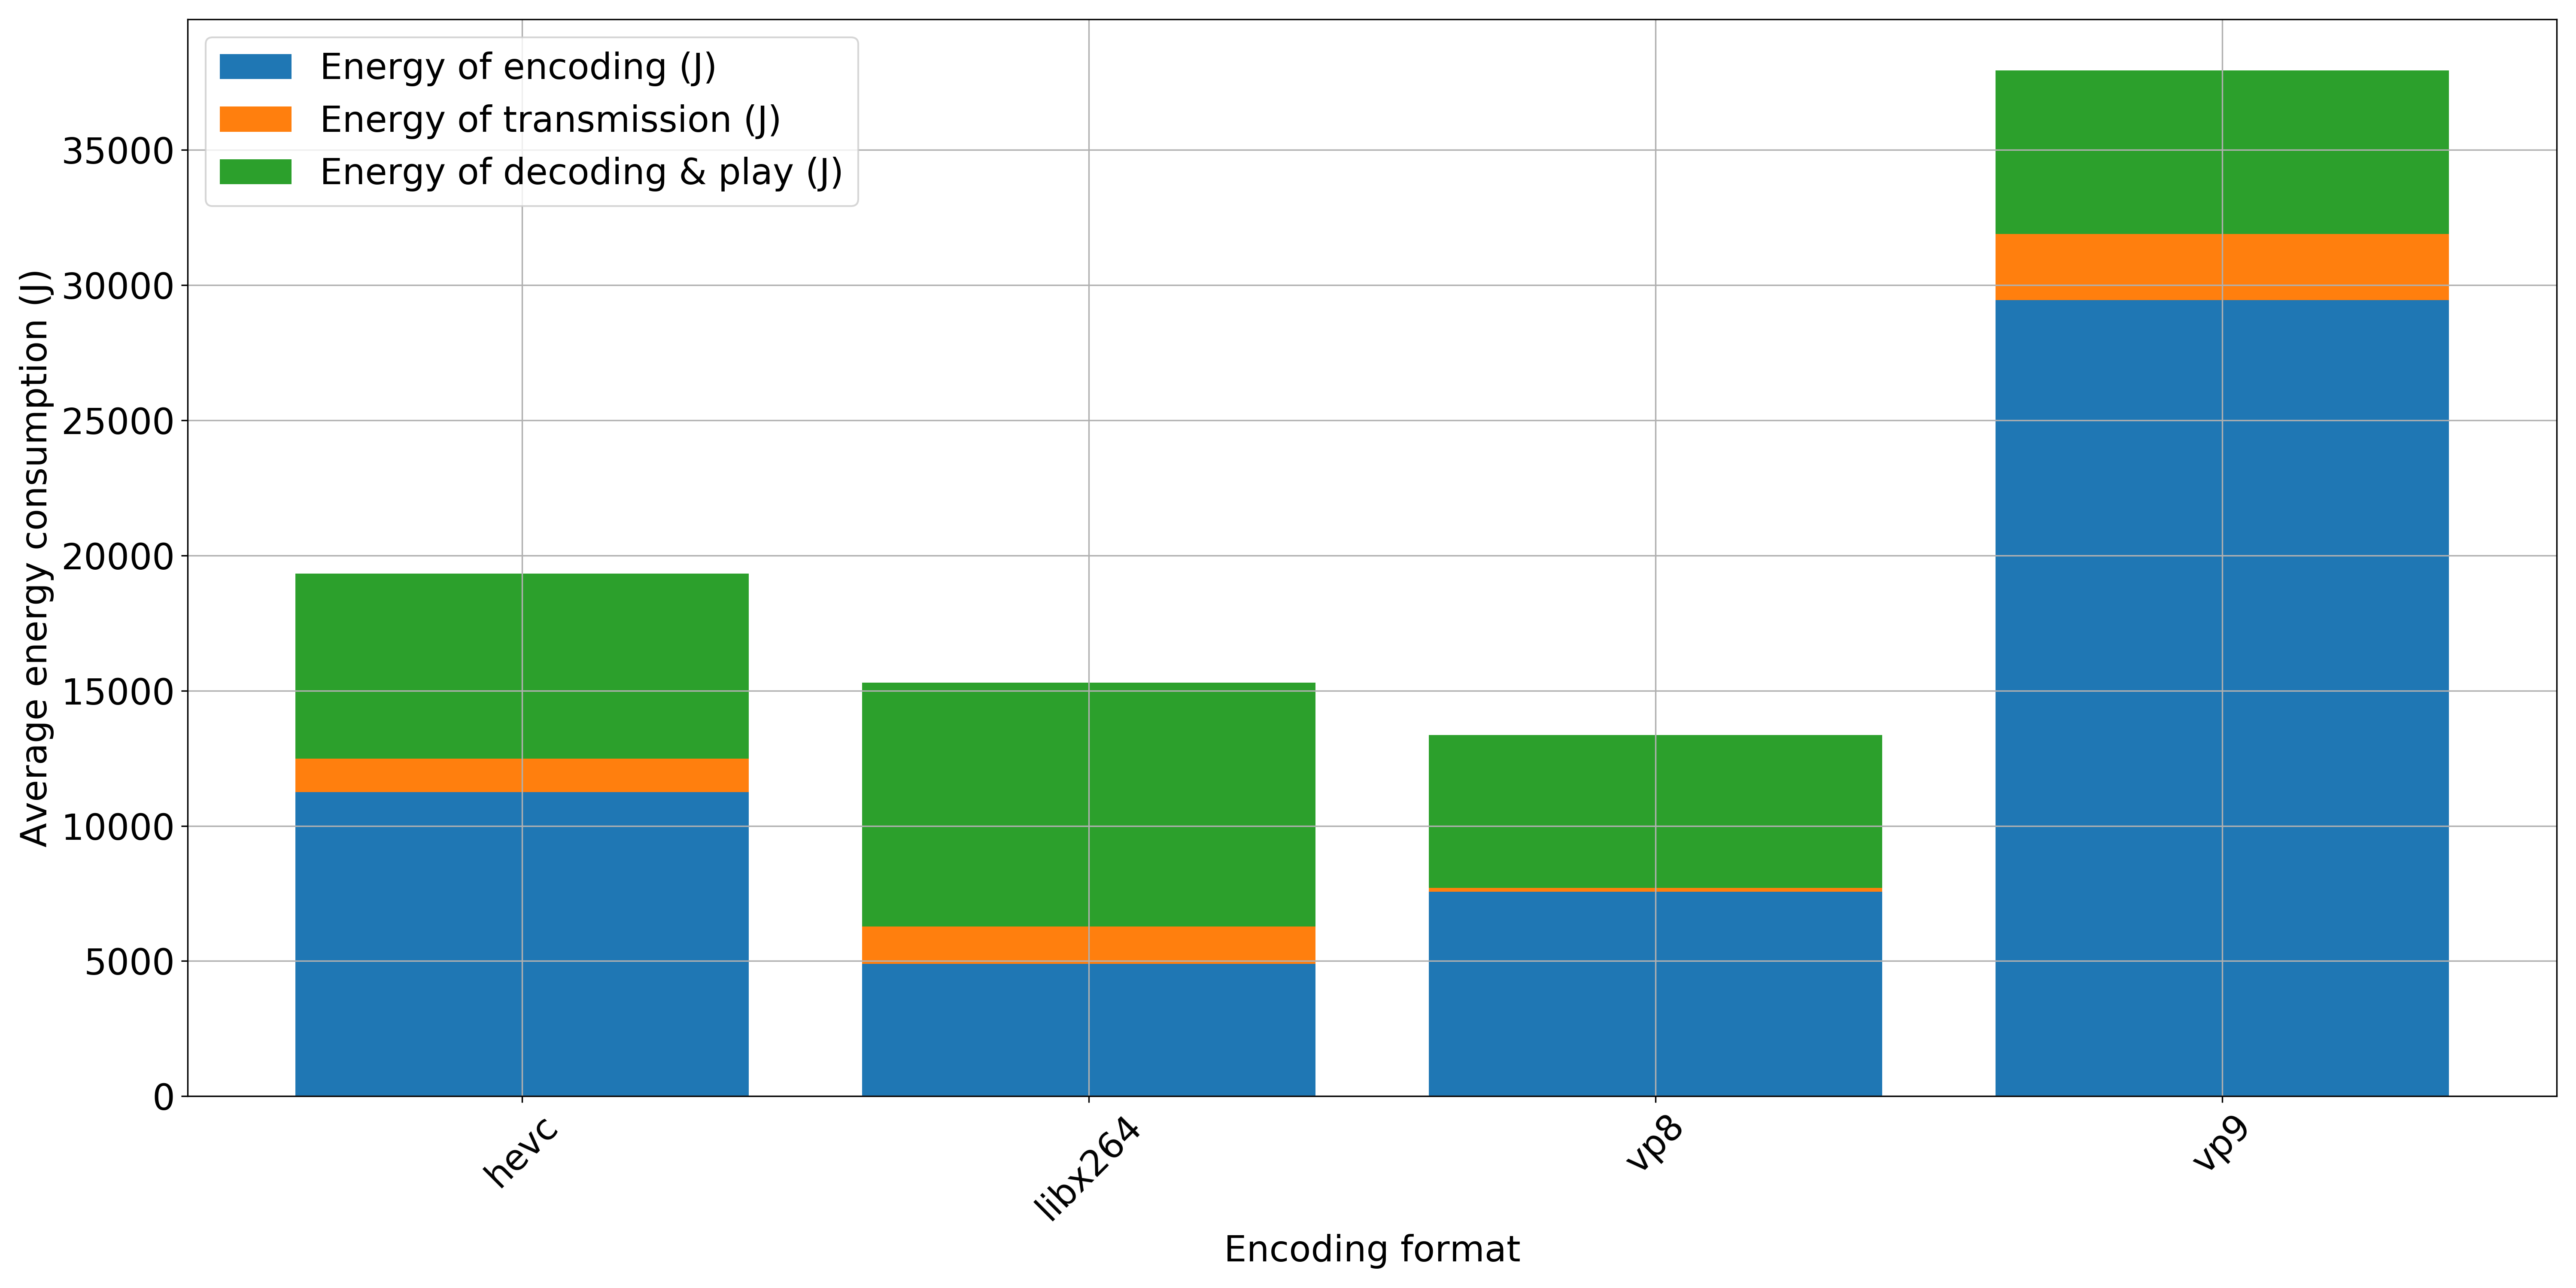 Energy of encoding (J)
Energy of transmission (J)
Energy of decoding & play (J)
Average energy consumption (J)
35000
30000
25000
20000
15000
10000
5000
0
hevc
libx264
vp8
vp9
Encoding format